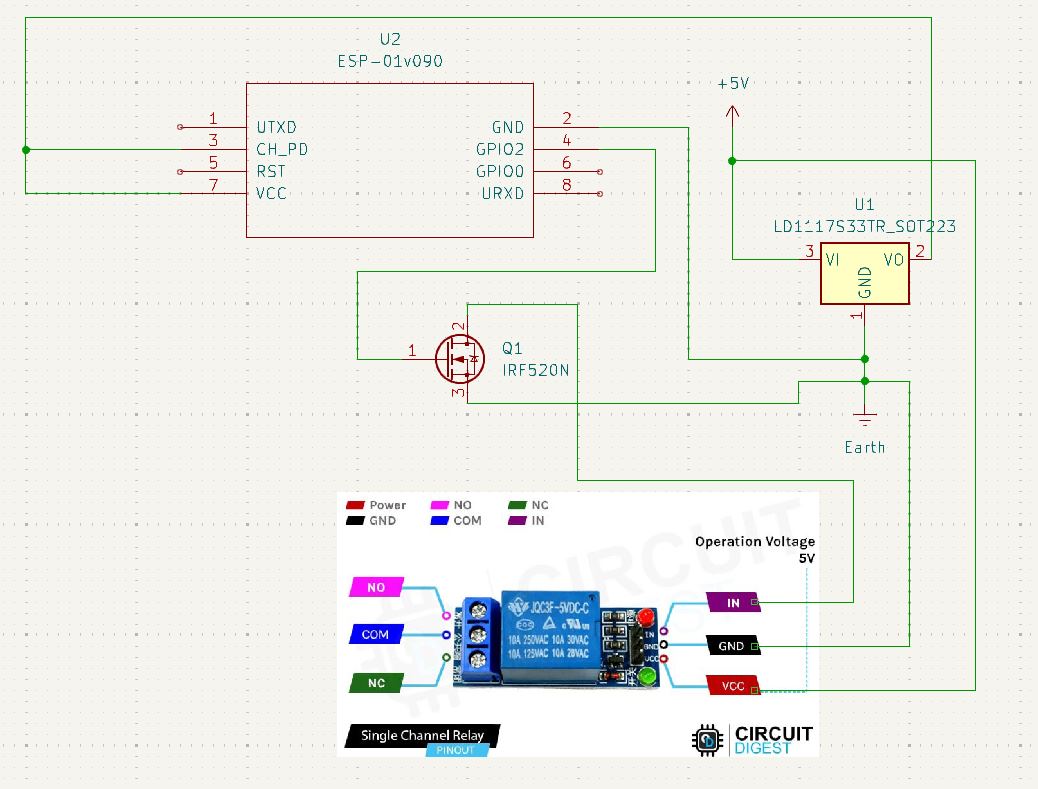 U2
ESP-01v090
1
UTXD
3
CH_PD
5
RST
7
VCC
GND
2
GPIO2
4
GPIO0
6
URXD
8
+5V
U1
LD1117S33TR_SOT223
3
VI
VO
2
GND
1
1
2
3
Q1
IRF520N
Earth
Power
NO
NC
GND
COM
IN
CIRCUIT
Operation Voltage
5V
NO
COM
NC
JQC3F-5VDC-C
10A 250VAC 10A 30VAC
10A 125VAC 10A 28VAC
IN
GND
VCC
IN
GND
VCC
Single Channel Relay
PINOUT
CIRCUIT
DIGEST